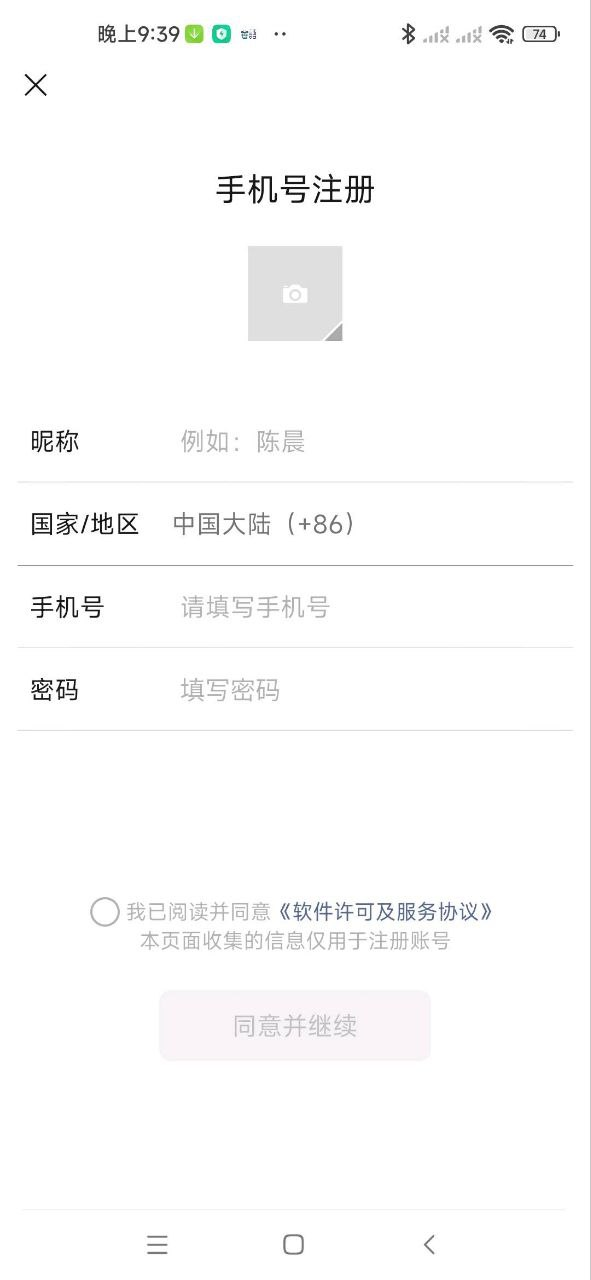 晚上9:39
74
手机号注册
昵称 例如：陈晨
国家/地区 中国大陆（+86）
手机号 请填写手机号
密码 填写密码
我已阅读并同意《软件许可及服务协议》
本页面收集的信息仅用于注册账号
同意并继续